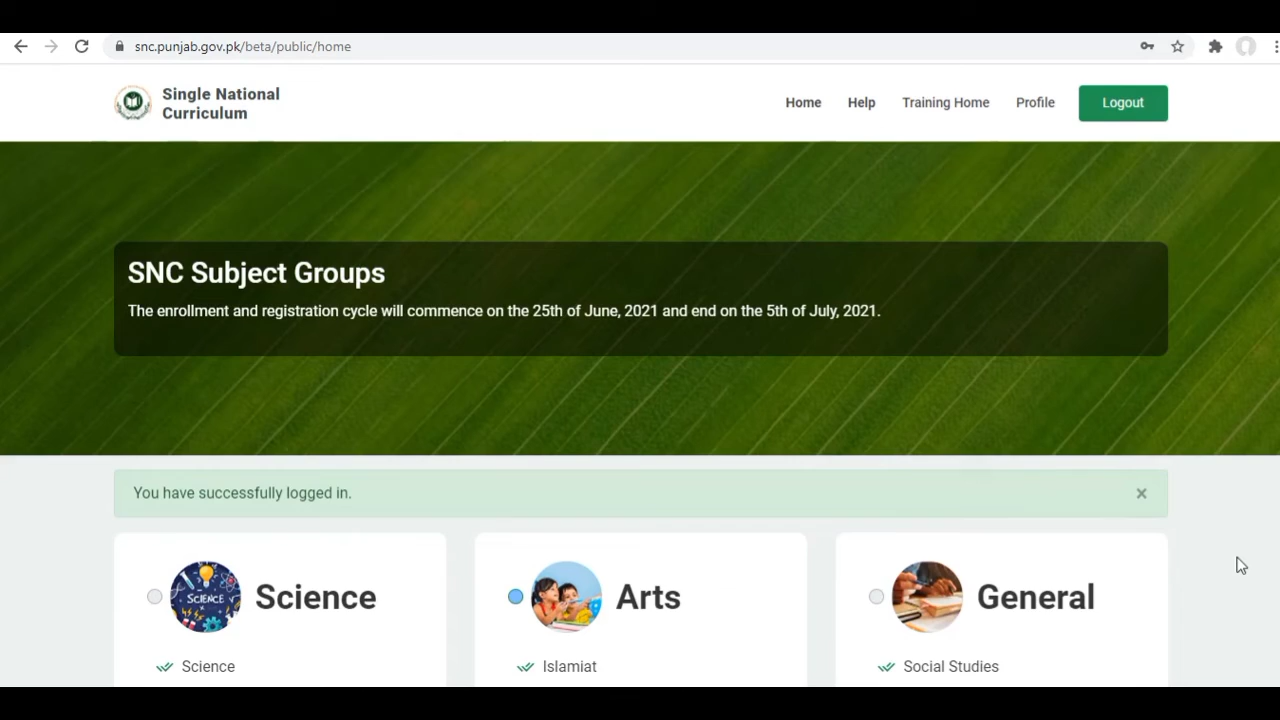 snc.punjab.gov.pk/beta/public/home
Single National
Curriculum
Home Help Training Home Profile Logout
SNC Subject Groups
The enrollment and registration cycle will commence on the 25th of June, 2021 and end on the 5th of July, 2021.
You have successfully logged in. ×
SCIENCE Science Arts General
Science Islamiat Social Studies